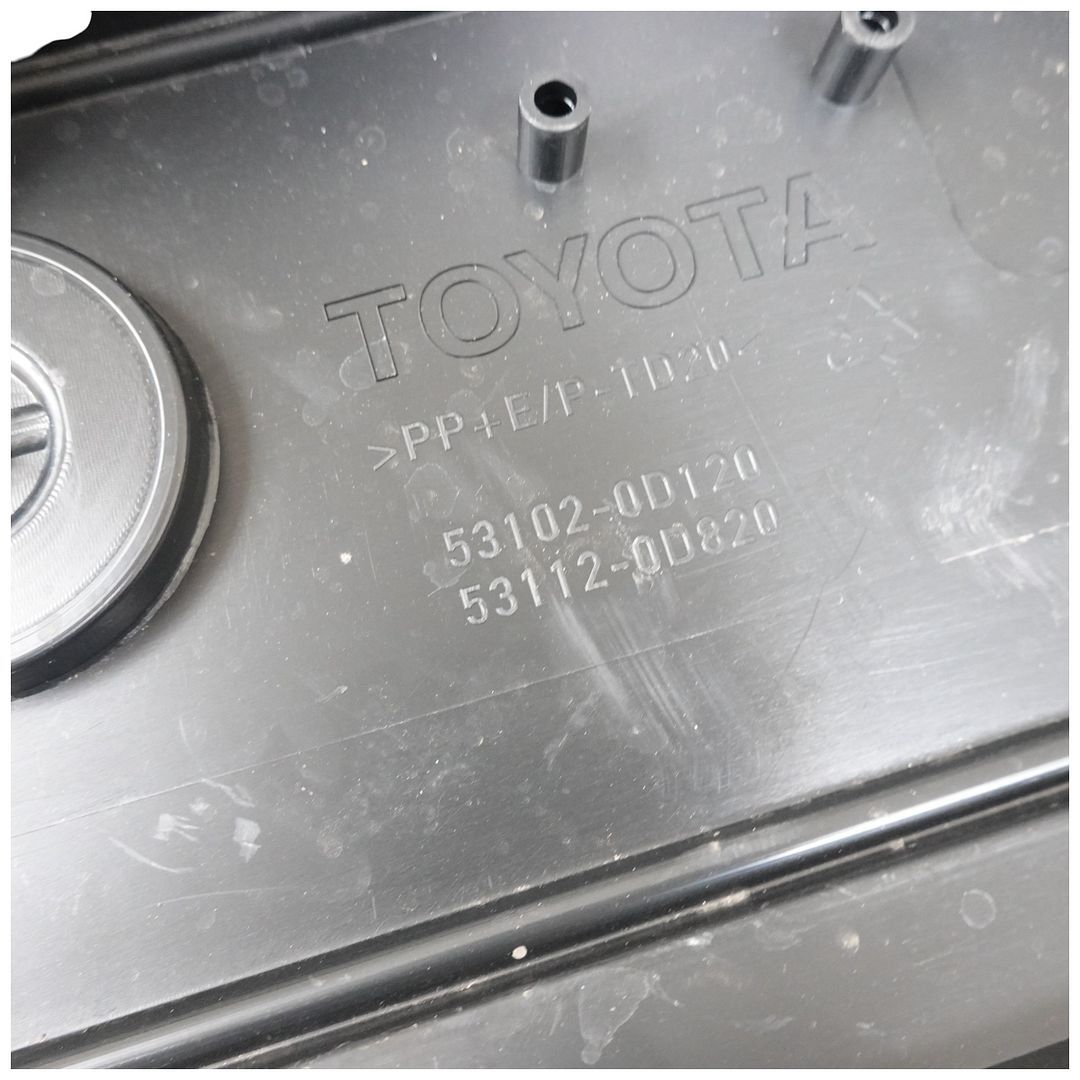 TOYOTA
>PP+E/P-TD20<
53102-0D120
53112-0D820